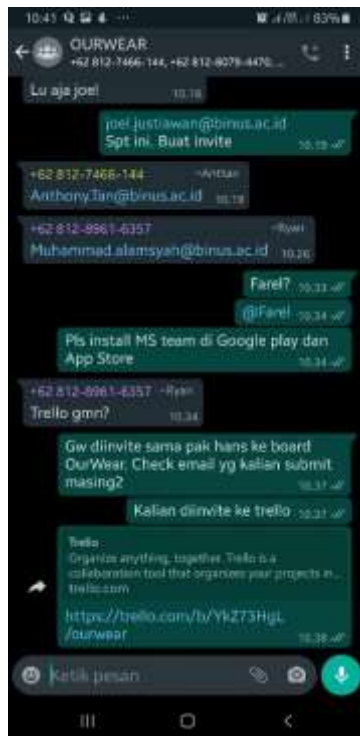 10:41
83%
OURWEAR
+62 812-7466-144, +62 812-8079-4470, ...
Lu aja joel
10.18
joel.justiawan@binus.ac.id
Spt ini. Buat Invite
10.19
+62 812-7466-144
Anthony.Tan@binus.ac.id
10.19
+62 812-8961-6357 ~Ryan
Muhammad.alamsyah@binus.ac.id
10.26
Farel?
10.33
@Farel
10.34
Pls install MS team di Google play dan
App Store
10.34
+62 812-8961-6357 ~Ryan
Trello gmn?
10.34
Gw diinvite sama pak hans ke board
OurWear. Check email yg kalian submit
masing?
10.37
Kalian diinvite ke trello
10.37
Trello
Organize anything, together. Trello is a
collaboration tool that organizes your projects in...
trello.com
https://trello.com/b/YkZ73HgL
/ourwear
10.38
Ketik pesan